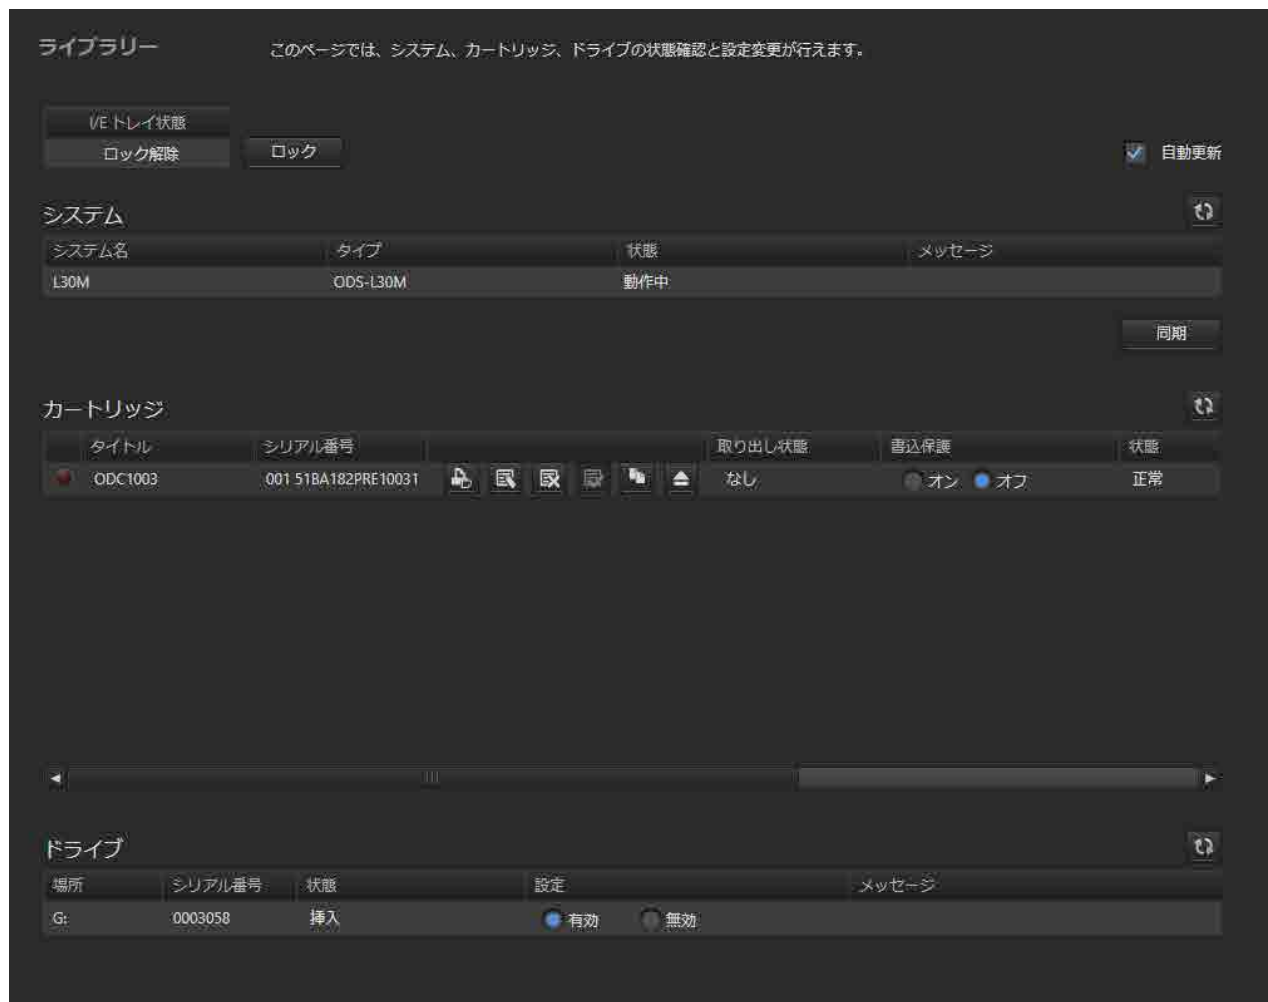 ライブラリー このページでは、システム、カートリッジ、ドライブの状態確認と設定変更が行えます。
I/E トレイ状態
ロック解除 ロック 自動更新
システム
システム名 タイプ 状態 メッセージ
L30M ODS-L30M 動作中
同期
カートリッジ
タイトル シリアル番号 取り出し状態 書込保護 状態
ODC1003 001 51BA182PRE10031 なし オン オフ 正常
ドライブ
場所 シリアル番号 状態 設定 メッセージ
G: 0003058 挿入 有効 無効